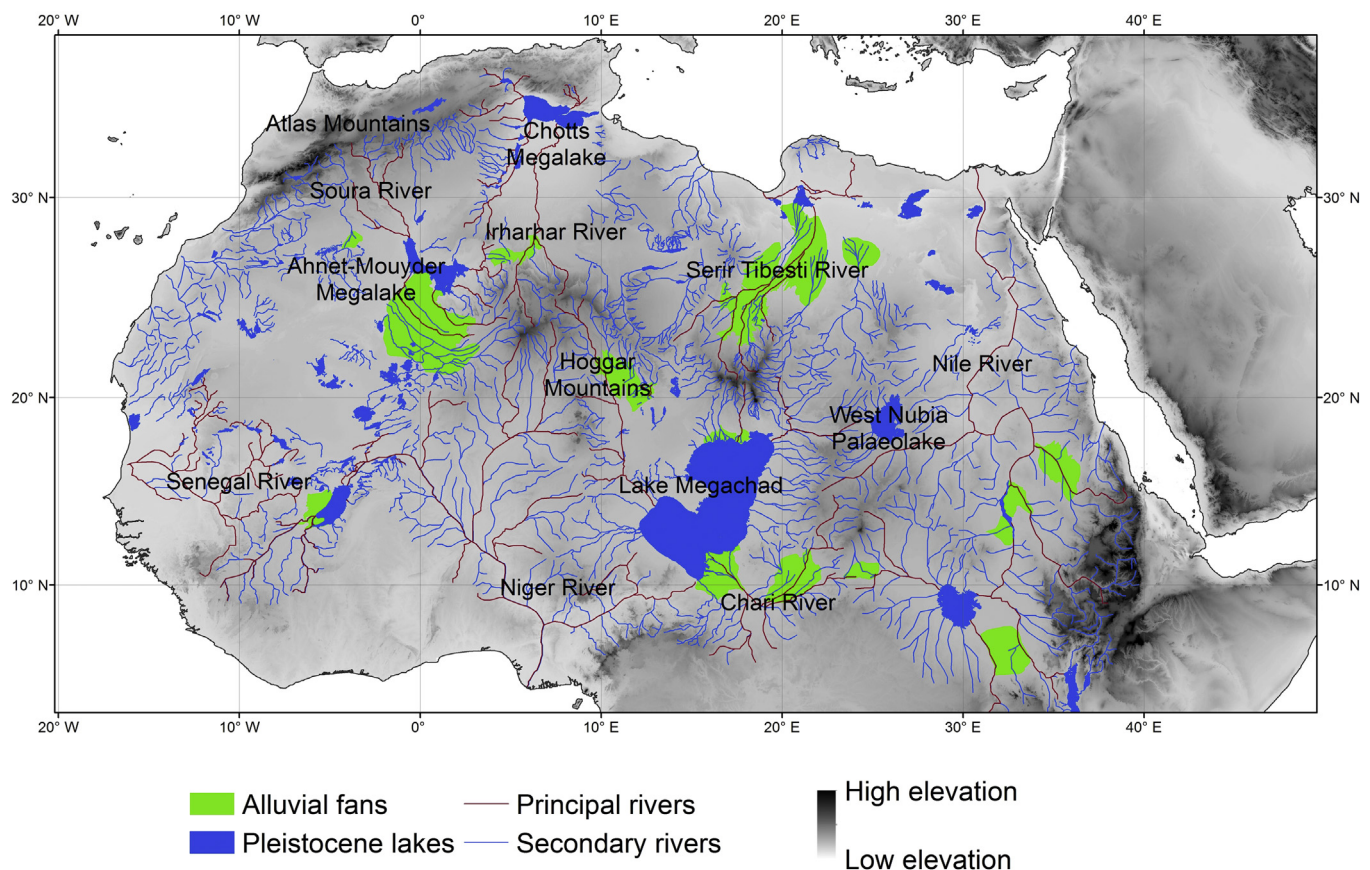 20° W
10° W
0°
10° E
20° E
30° E
40° E
Atlas Mountains
Chotts
Megalake
30° N
Soura River
30° N
Irharhar River
Ahnet-Mouyder
Megalake
Serir Tibesti River
Hoggar
Mountains
Nile River
20° N
20° N
West Nubia
Palaeolake
Senegal River
Lake Megachad
10° N
Niger River
Chari River
10° N
20° W
10° W
0°
10° E
20° E
30° E
40° E
Alluvial fans
Principal rivers
High elevation
Pleistocene lakes
Secondary rivers
Low elevation